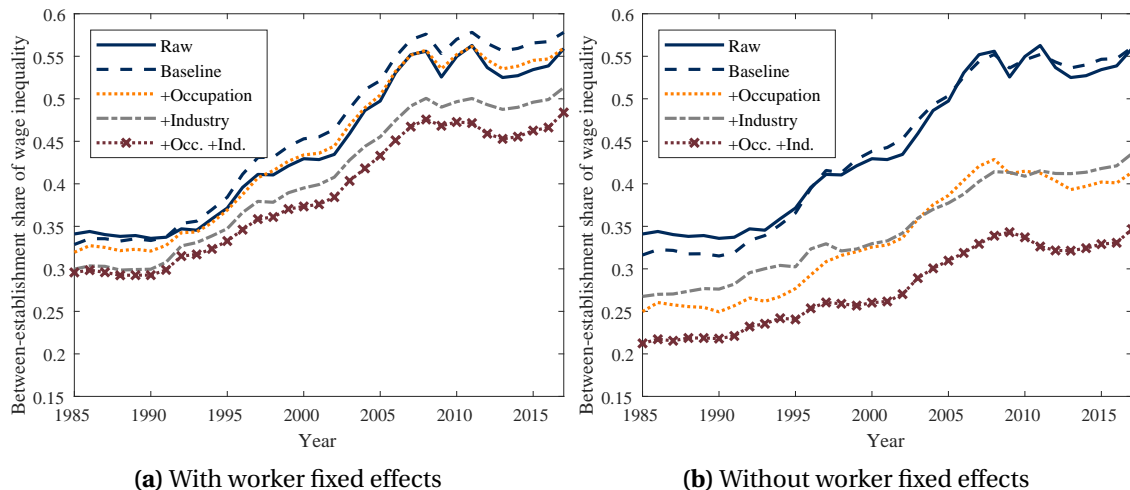 Between-establishment share of wage inequality
0.6
0.55
0.5
0.45
0.4
0.35
0.3
0.25
0.2
0.15
Raw
Baseline
+Occupation
+Industry
+Occ. +Ind.
1985 1990 1995 2000 2005 2010 2015
Year
(a) With worker fixed effects
Between-establishment share of wage inequality
0.6
0.55
0.5
0.45
0.4
0.35
0.3
0.25
0.2
0.15
Raw
Baseline
+Occupation
+Industry
+Occ. +Ind.
1985 1990 1995 2000 2005 2010 2015
Year
(b) Without worker fixed effects